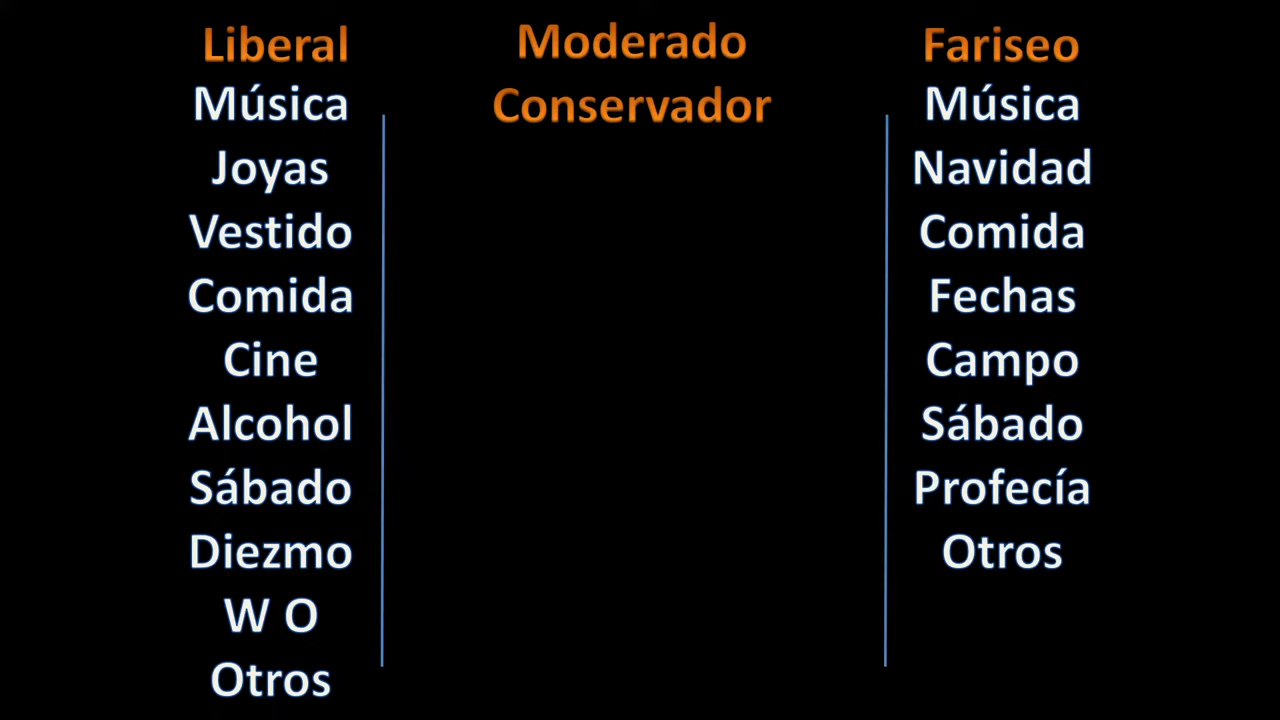 Liberal
Música
Joyas
Vestido
Comida
Cine
Alcohol
Sábado
Diezmo
W O
Otros
Moderado
Conservador
Fariseo
Música
Navidad
Comida
Fechas
Campo
Sábado
Profecía
Otros